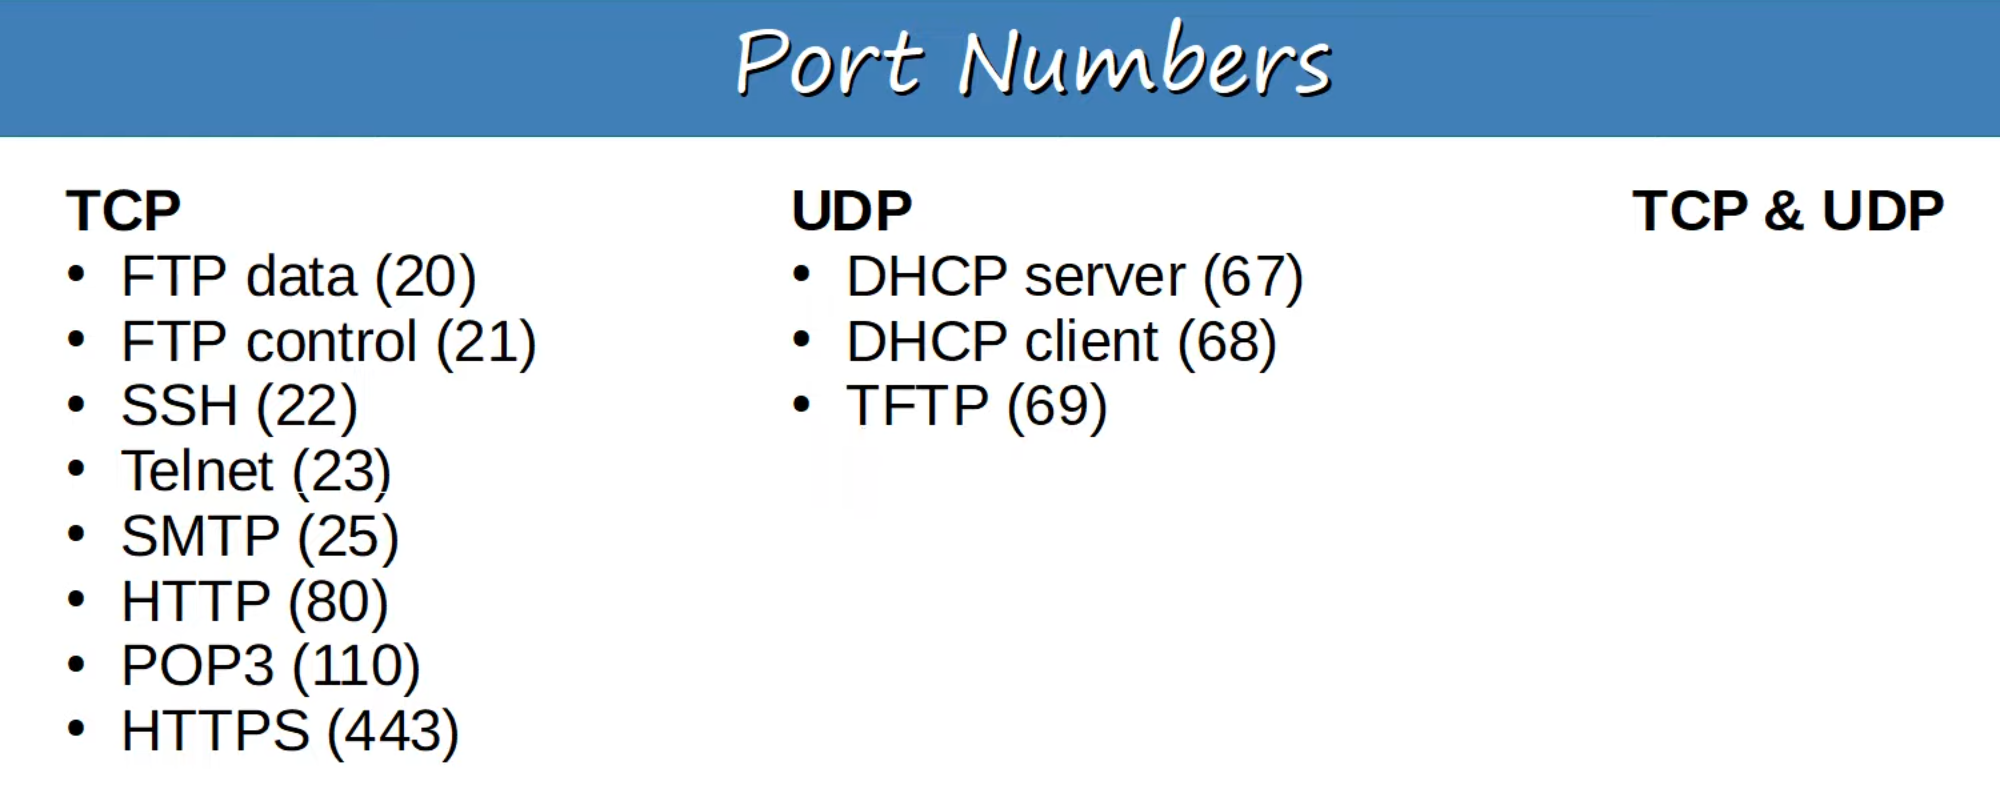 Port Numbers
TCP
• FTP data (20)
• FTP control (21)
• SSH (22)
• Telnet (23)
• SMTP (25)
• HTTP (80)
• POP3 (110)
• HTTPS (443)
UDP
• DHCP server (67)
• DHCP client (68)
• TFTP (69)
TCP & UDP